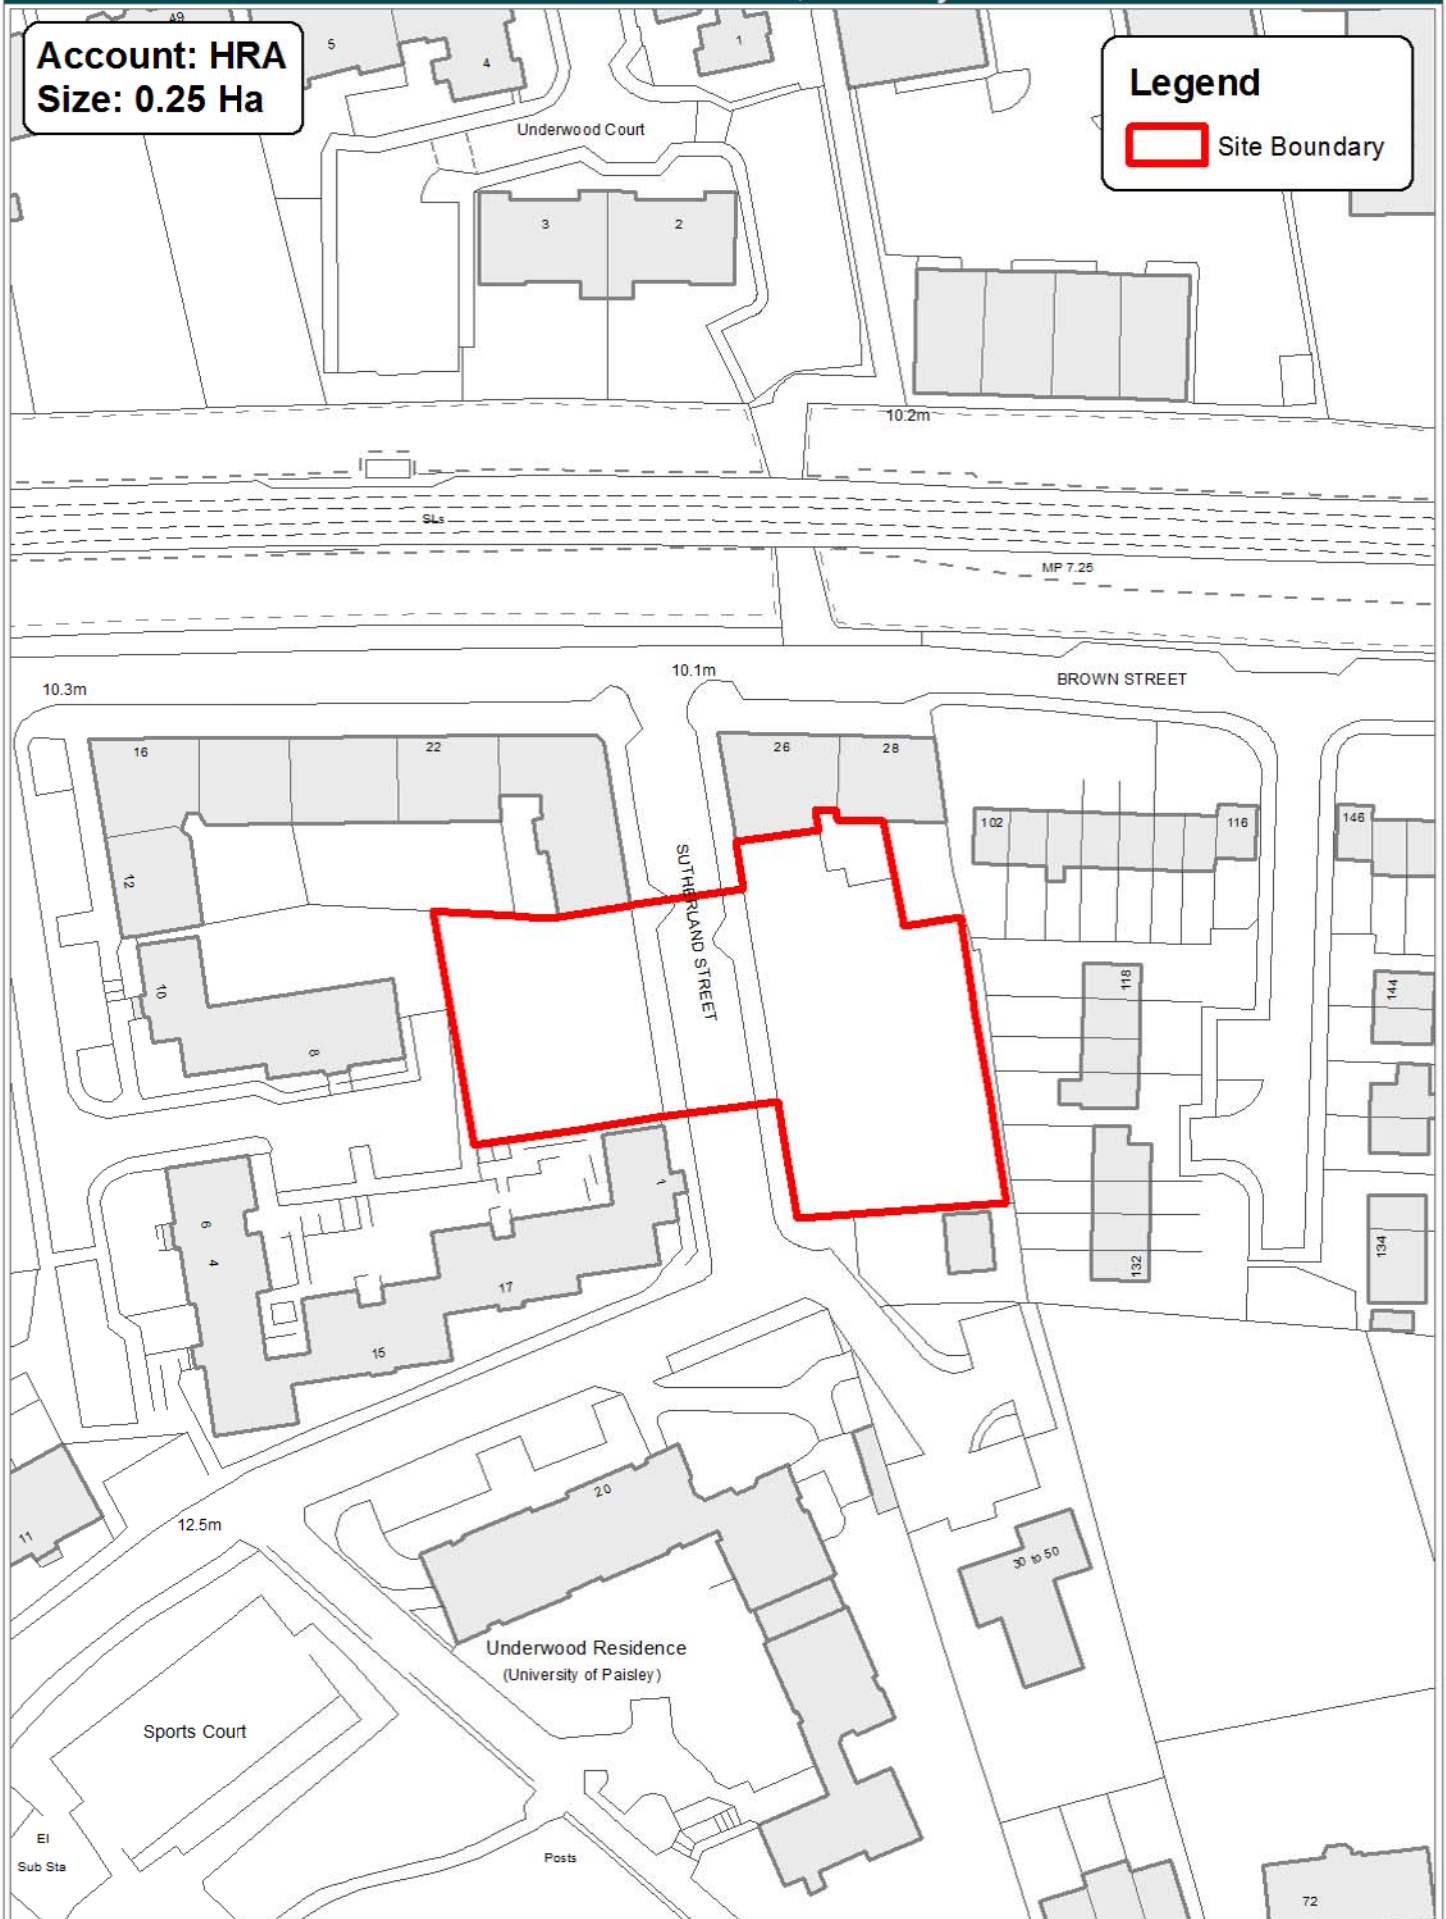 Account: HRA
Size: 0.25 Ha
Legend
Site Boundary
49
5
4
1
Underwood Court
3
2
10.2m
SLs
MP 7.25
10.3m
10.1m
BROWN STREET
16
22
26
28
102
116
146
12
SUTHERLAND STREET
10
8
118
144
1
6
4
17
15
132
134
20
11
12.5m
30 to 50
Underwood Residence
(University of Paisley)
Sports Court
El
Sub Sta
Posts
72